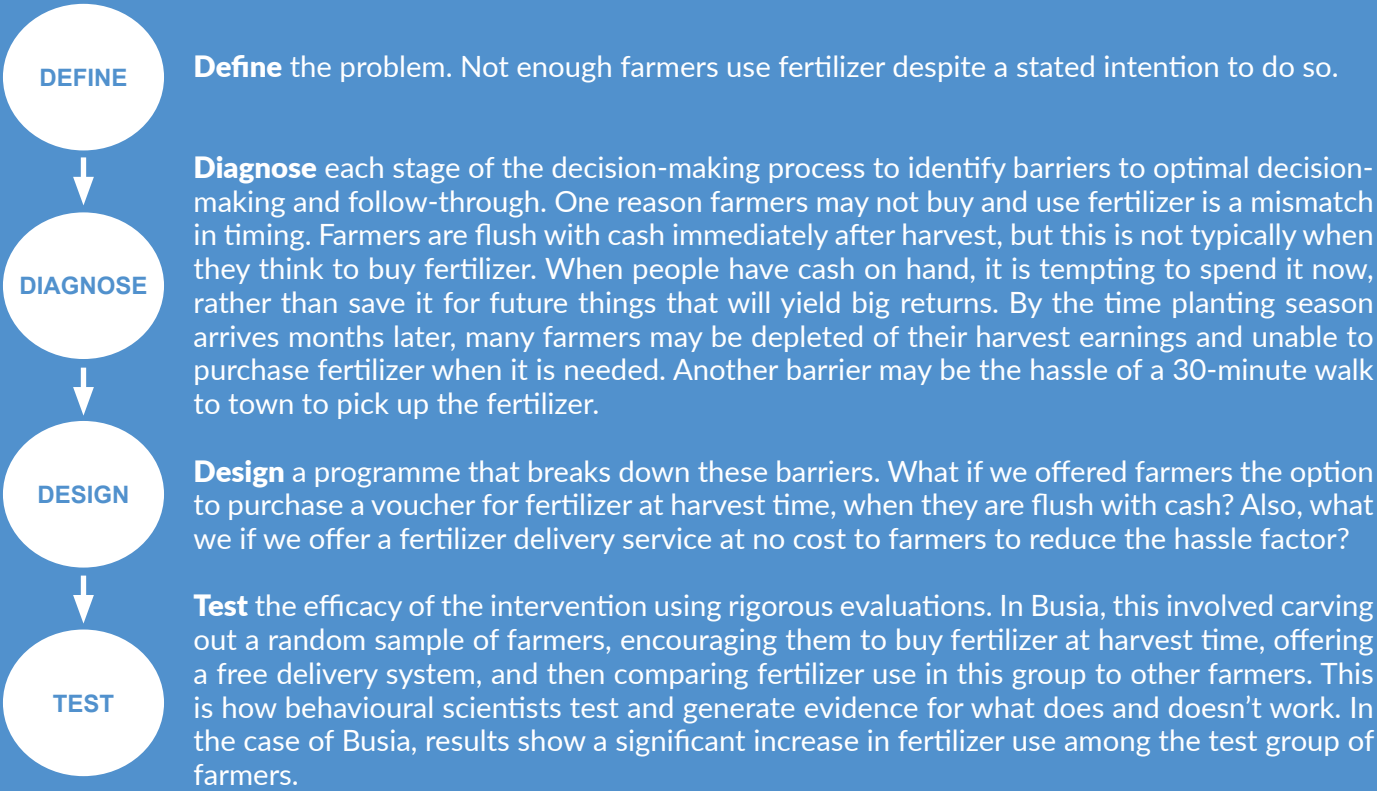 DEFINE
Define the problem. Not enough farmers use fertilizer despite a stated intention to do so.
DIAGNOSE
Diagnose each stage of the decision-making process to identify barriers to optimal decision-
making and follow-through. One reason farmers may not buy and use fertilizer is a mismatch
in timing. Farmers are flush with cash immediately after harvest, but this is not typically when
they think to buy fertilizer. When people have cash on hand, it is tempting to spend it now,
rather than save it for future things that will yield big returns. By the time planting season
arrives months later, many farmers may be depleted of their harvest earnings and unable to
purchase fertilizer when it is needed. Another barrier may be the hassle of a 30-minute walk
to town to pick up the fertilizer.
DESIGN
Design a programme that breaks down these barriers. What if we offered farmers the option
to purchase a voucher for fertilizer at harvest time, when they are flush with cash? Also, what
we if we offer a fertilizer delivery service at no cost to farmers to reduce the hassle factor?
TEST
Test the efficacy of the intervention using rigorous evaluations. In Busia, this involved carving
out a random sample of farmers, encouraging them to buy fertilizer at harvest time, offering
a free delivery system, and then comparing fertilizer use in this group to other farmers. This
is how behavioural scientists test and generate evidence for what does and doesn't work. In
the case of Busia, results show a significant increase in fertilizer use among the test group of
farmers.